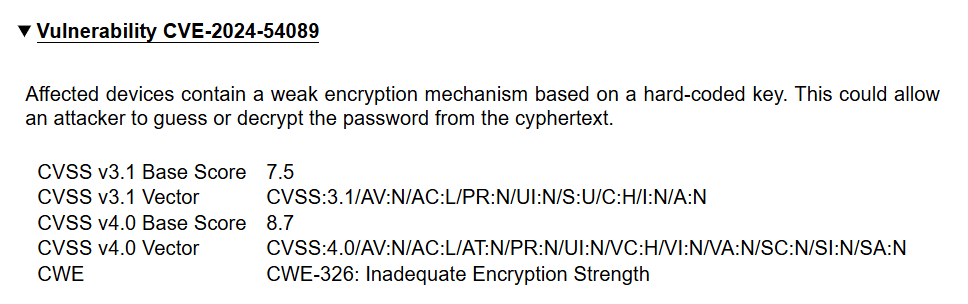 ▼ Vulnerability CVE-2024-54089
Affected devices contain a weak encryption mechanism based on a hard-coded key. This could allow
an attacker to guess or decrypt the password from the cyphertext.
CVSS v3.1 Base Score 7.5
CVSS v3.1 Vector CVSS:3.1/AV:N/AC:L/PR:N/UI:N/S:U/C:H/I:N/A:N
CVSS v4.0 Base Score 8.7
CVSS v4.0 Vector CVSS:4.0/AV:N/AC:L/AT:N/PR:N/UI:N/VC:H/VI:N/VA:N/SC:N/SI:N/SA:N
CWE CWE-326: Inadequate Encryption Strength